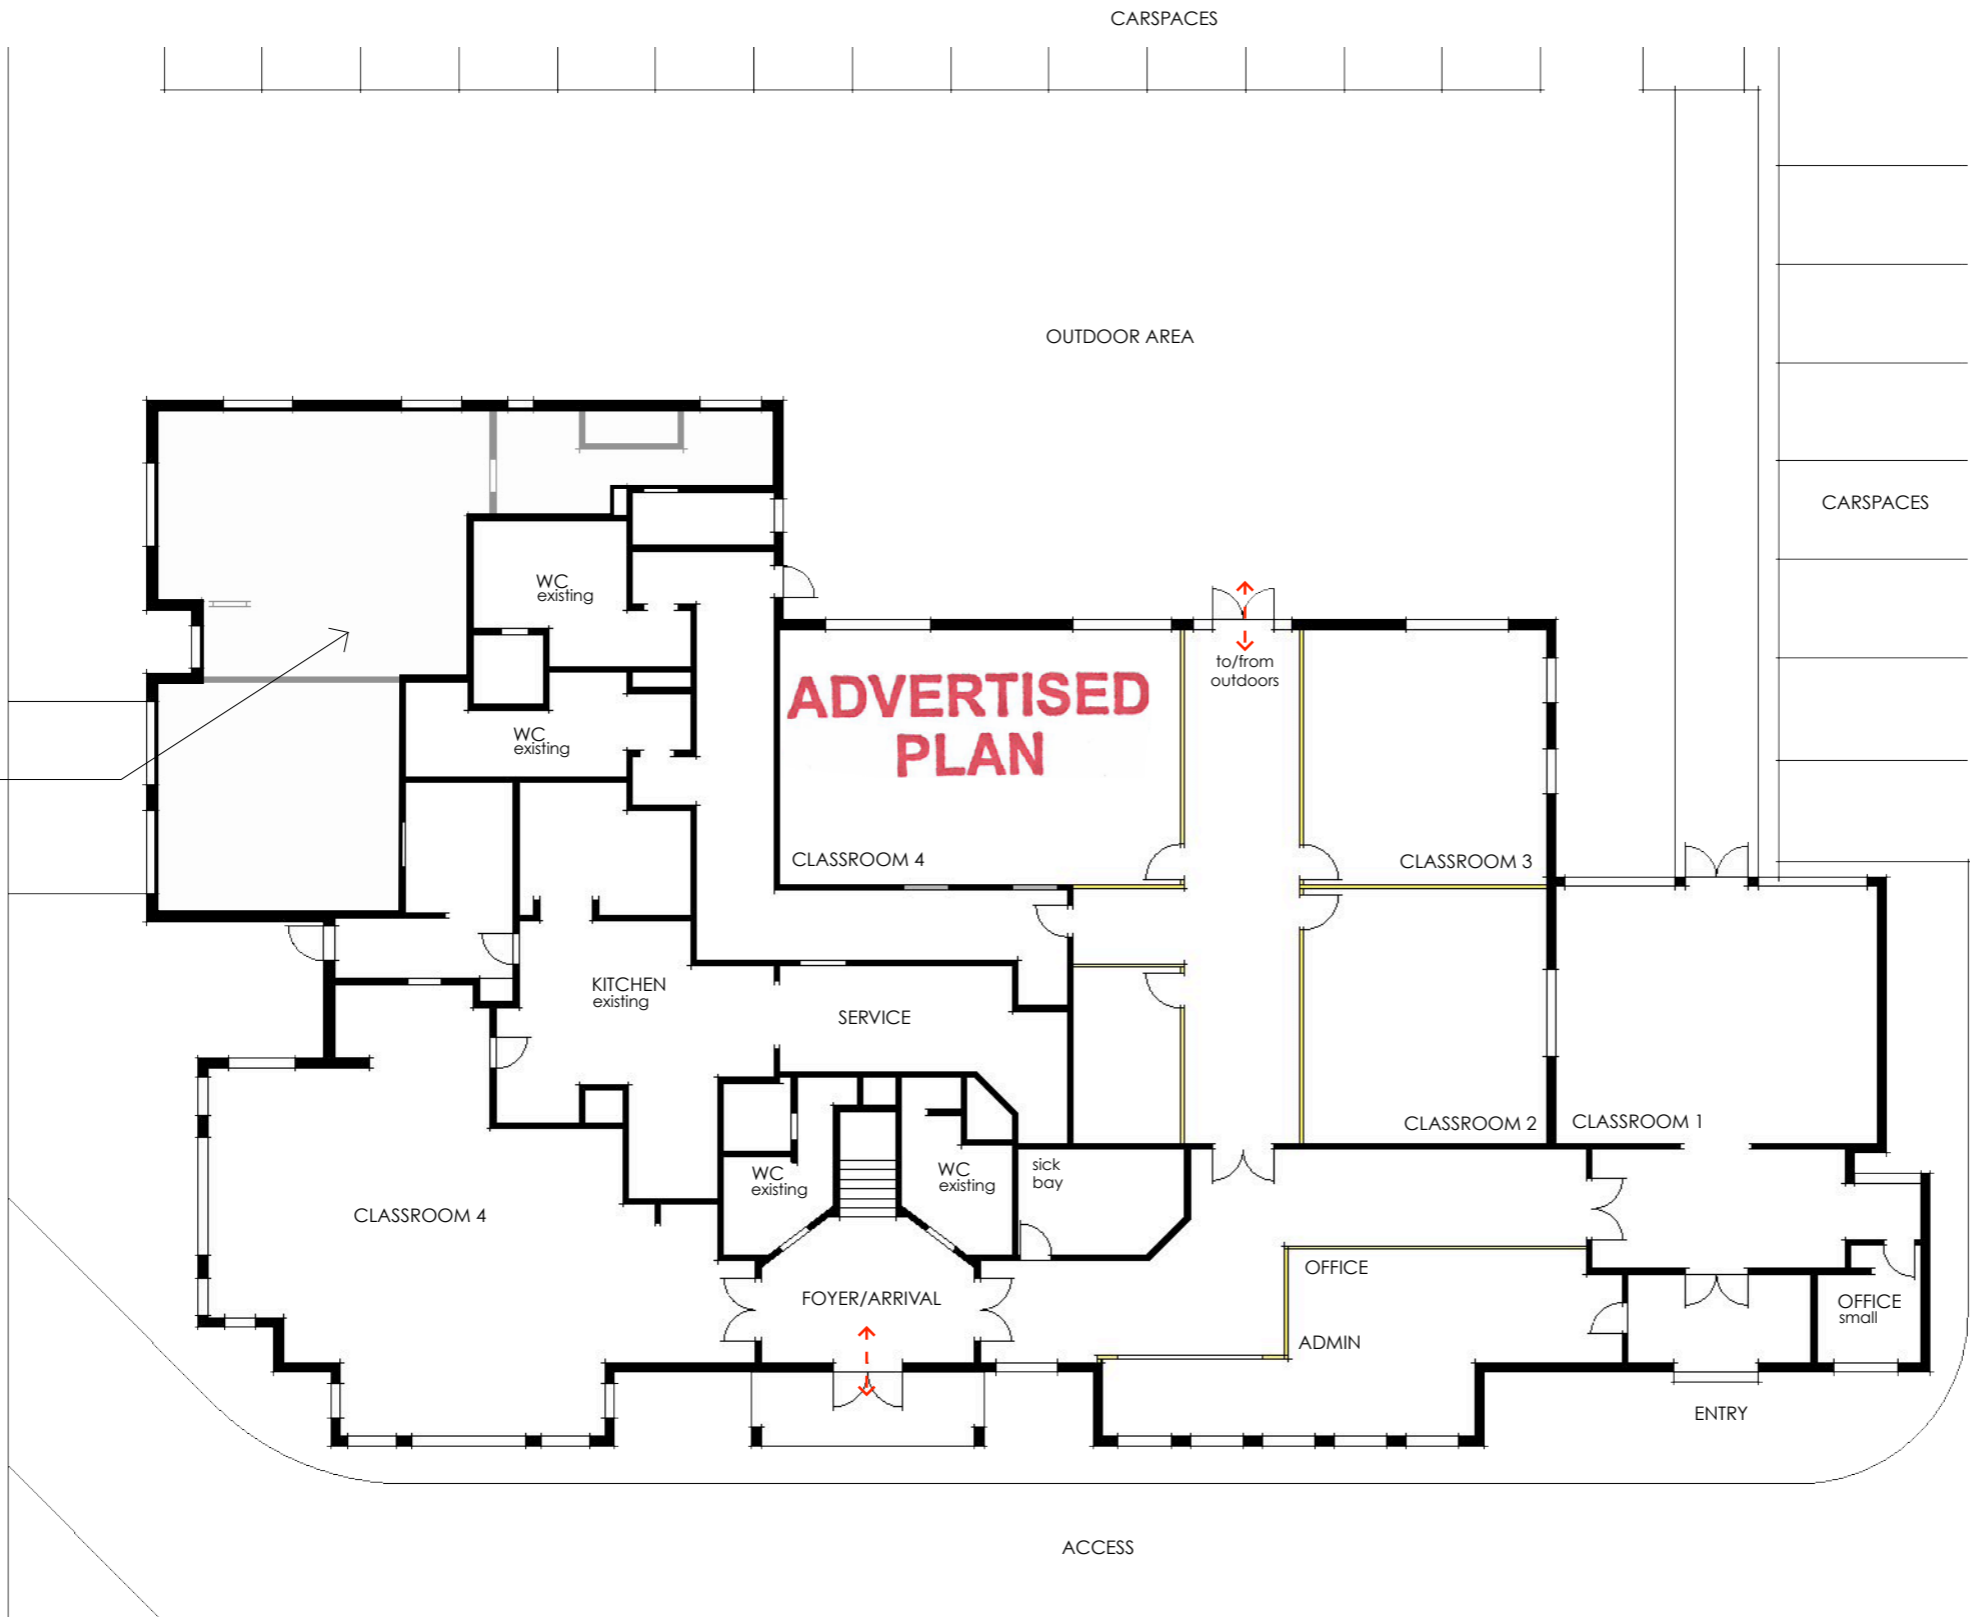 CARSPACES
OUTDOOR AREA
CARSPACES
WC
existing
to/from
outdoors
ADVERTISED
PLAN
WC
existing
CLASSROOM 4
CLASSROOM 3
KITCHEN
existing
SERVICE
CLASSROOM 2
CLASSROOM 1
WC
existing
WC
existing
sick
bay
CLASSROOM 4
OFFICE
FOYER/ARRIVAL
OFFICE
small
ADMIN
ENTRY
ACCESS